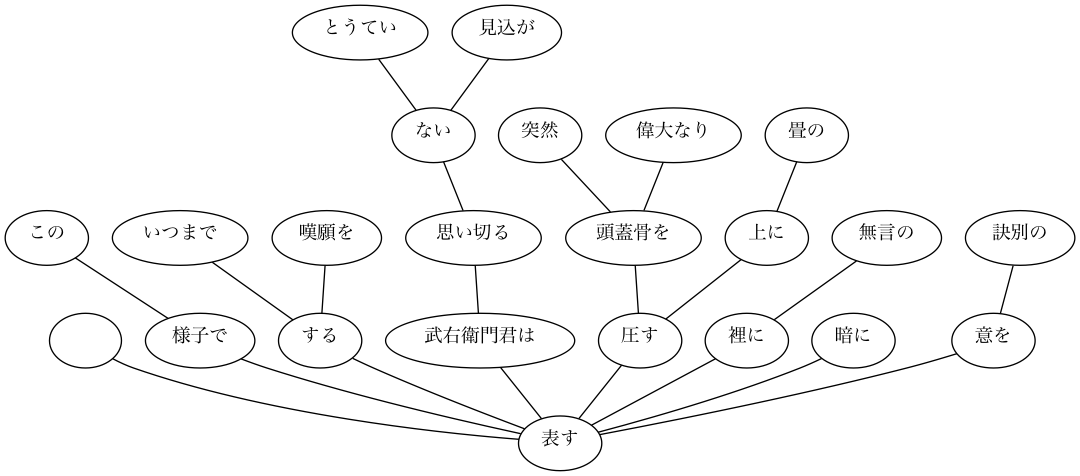 とうてい
見込が
ない
突然
偉大なり
畳の
この
いつまで
嘆願を
思い切る
頭蓋骨を
上に
無言の
訣別の
様子で
する
武右衛門君は
圧す
裡に
暗に
意を
表す